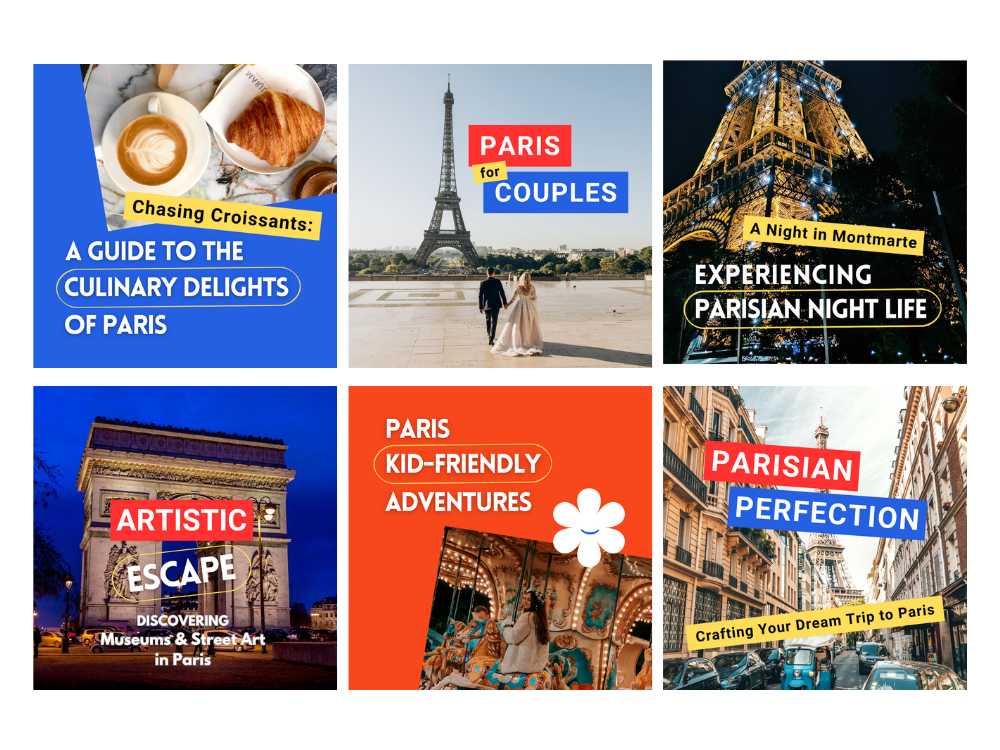 Chasing Croissants:
A GUIDE TO THE
CULINARY DELIGHTS
OF PARIS
PARIS
for
COUPLES
A Night in Montmarte
EXPERIENCING
PARISIAN NIGHT LIFE
ARTISTIC
ESCAPE
DISCOVERING
Museums & Street Art
in Paris
PARIS
KID-FRIENDLY
ADVENTURES
PARISIAN
PERFECTION
Crafting Your Dream Trip to Paris